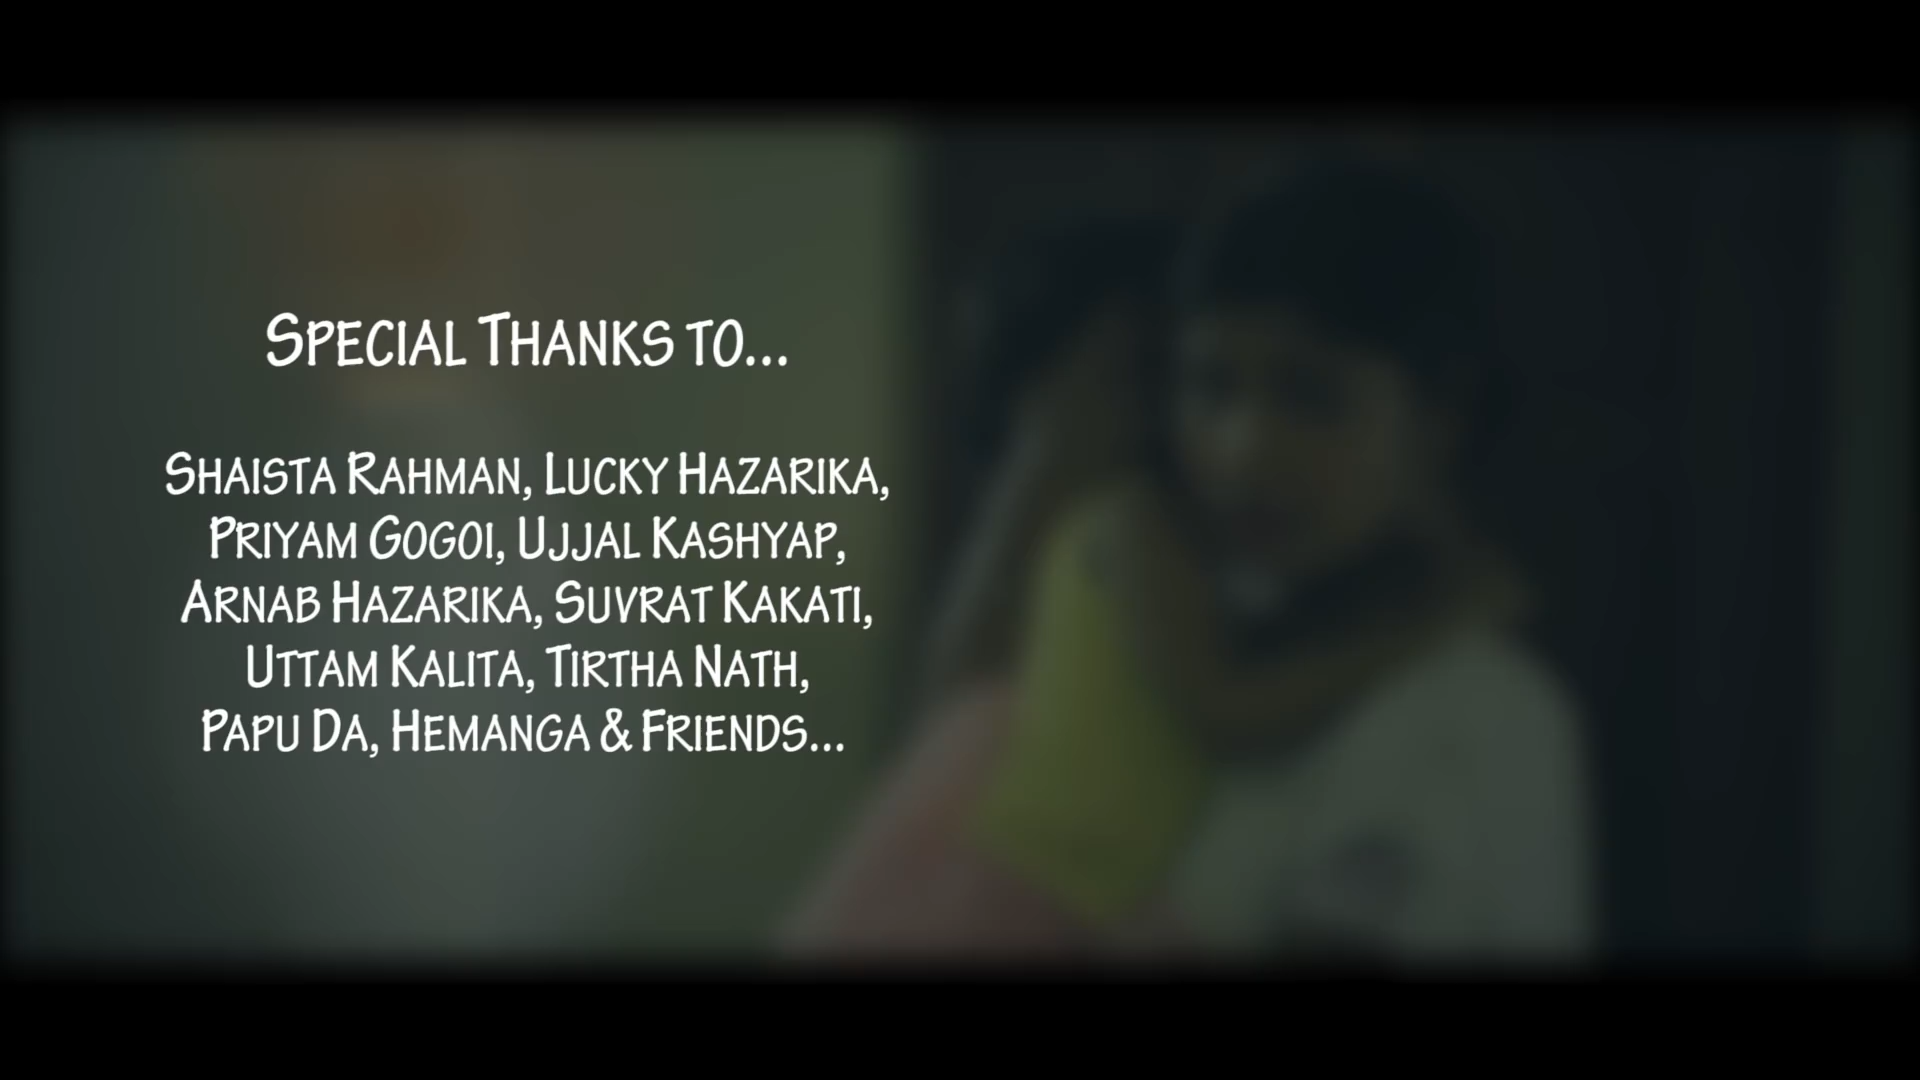 Special Thanks to...
Shaista Rahman, Lucky Hazarika,
Priyam Gogoi, Ujjal Kashyap,
Arnab Hazarika, Suvrat Kakati,
Uttam Kalita, Tirtha Nath,
Papu Da, Hemanga & Friends...